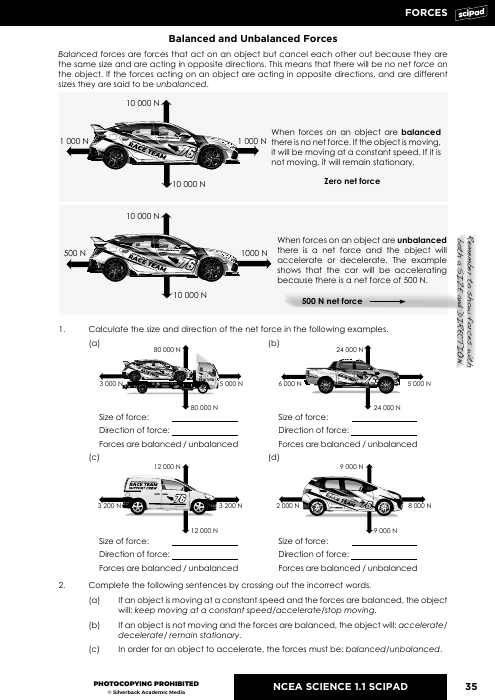 FORCES scipad
Balanced and Unbalanced Forces
Balanced forces are forces that act on an object but cancel each other out because they are
the same size and are acting in opposite directions. This means that there will be no net force on
the object. If the forces acting on an object are acting in opposite directions, and are different
sizes they are said to be unbalanced.
10 000 N
1 000 N
1 000 N
10 000 N
RACE TEAM 76
When forces on an object are balanced
there is no net force. If the object is moving,
it will be moving at a constant speed. If it is
not moving, it will remain stationary.
Zero net force
10 000 N
500 N
1000 N
10 000 N
RACE TEAM 76
When forces on an object are unbalanced
there is a net force and the object will
accelerate or decelerate. The example
shows that the car will be accelerating
because there is a net force of 500 N.
500 N net force
Remember to show forces with
both a SIZE and DIRECTION
1. Calculate the size and direction of the net force in the following examples.
(a)
80 000 N
3 000 N
5 000 N
80 000 N
Size of force:
Direction of force:
Forces are balanced / unbalanced
(b)
24 000 N
6 000 N
5 000 N
24 000 N
Size of force:
Direction of force:
Forces are balanced / unbalanced
(c)
12 000 N
RACE TEAM
SUPPORT CREW
76
3 200 N
3 200 N
12 000 N
Size of force:
Direction of force:
Forces are balanced / unbalanced
(d)
9 000 N
RACE TEAM 76
2 000 N
8 000 N
9 000 N
Size of force:
Direction of force:
Forces are balanced / unbalanced
2. Complete the following sentences by crossing out the incorrect words.
(a) If an object is moving at a constant speed and the forces are balanced, the object
will: keep moving at a constant speed/accelerate/stop moving.
(b) If an object is not moving and the forces are balanced, the object will: accelerate/
decelerate/ remain stationary.
(c) In order for an object to accelerate, the forces must be: balanced/unbalanced.
PHOTOCOPYING PROHIBITED
© Silverback Academic Media
NCEA SCIENCE 1.1 SCIPAD
35